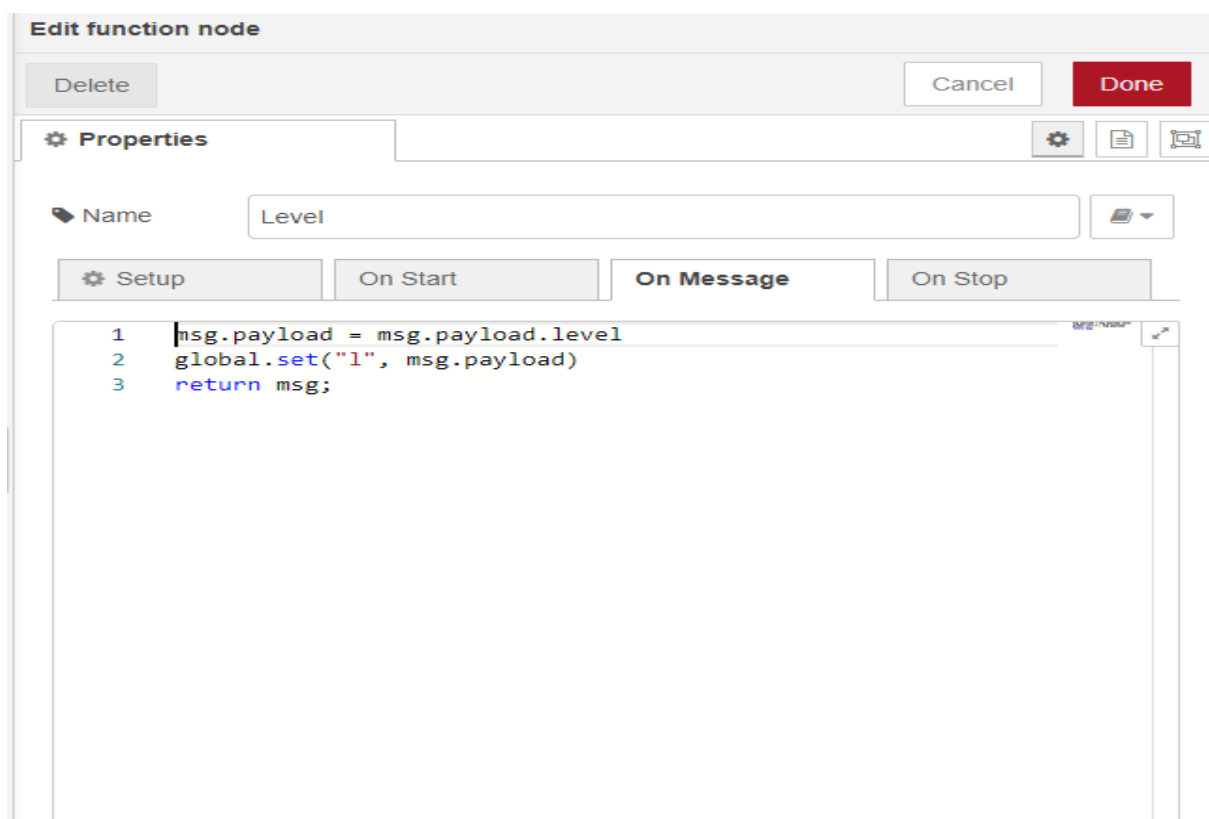 Edit function node
Delete Cancel Done
Properties
Name Level
Setup On Start On Message On Stop
1 msg.payload = msg.payload.level
2 global.set("l", msg.payload)
3 return msg;